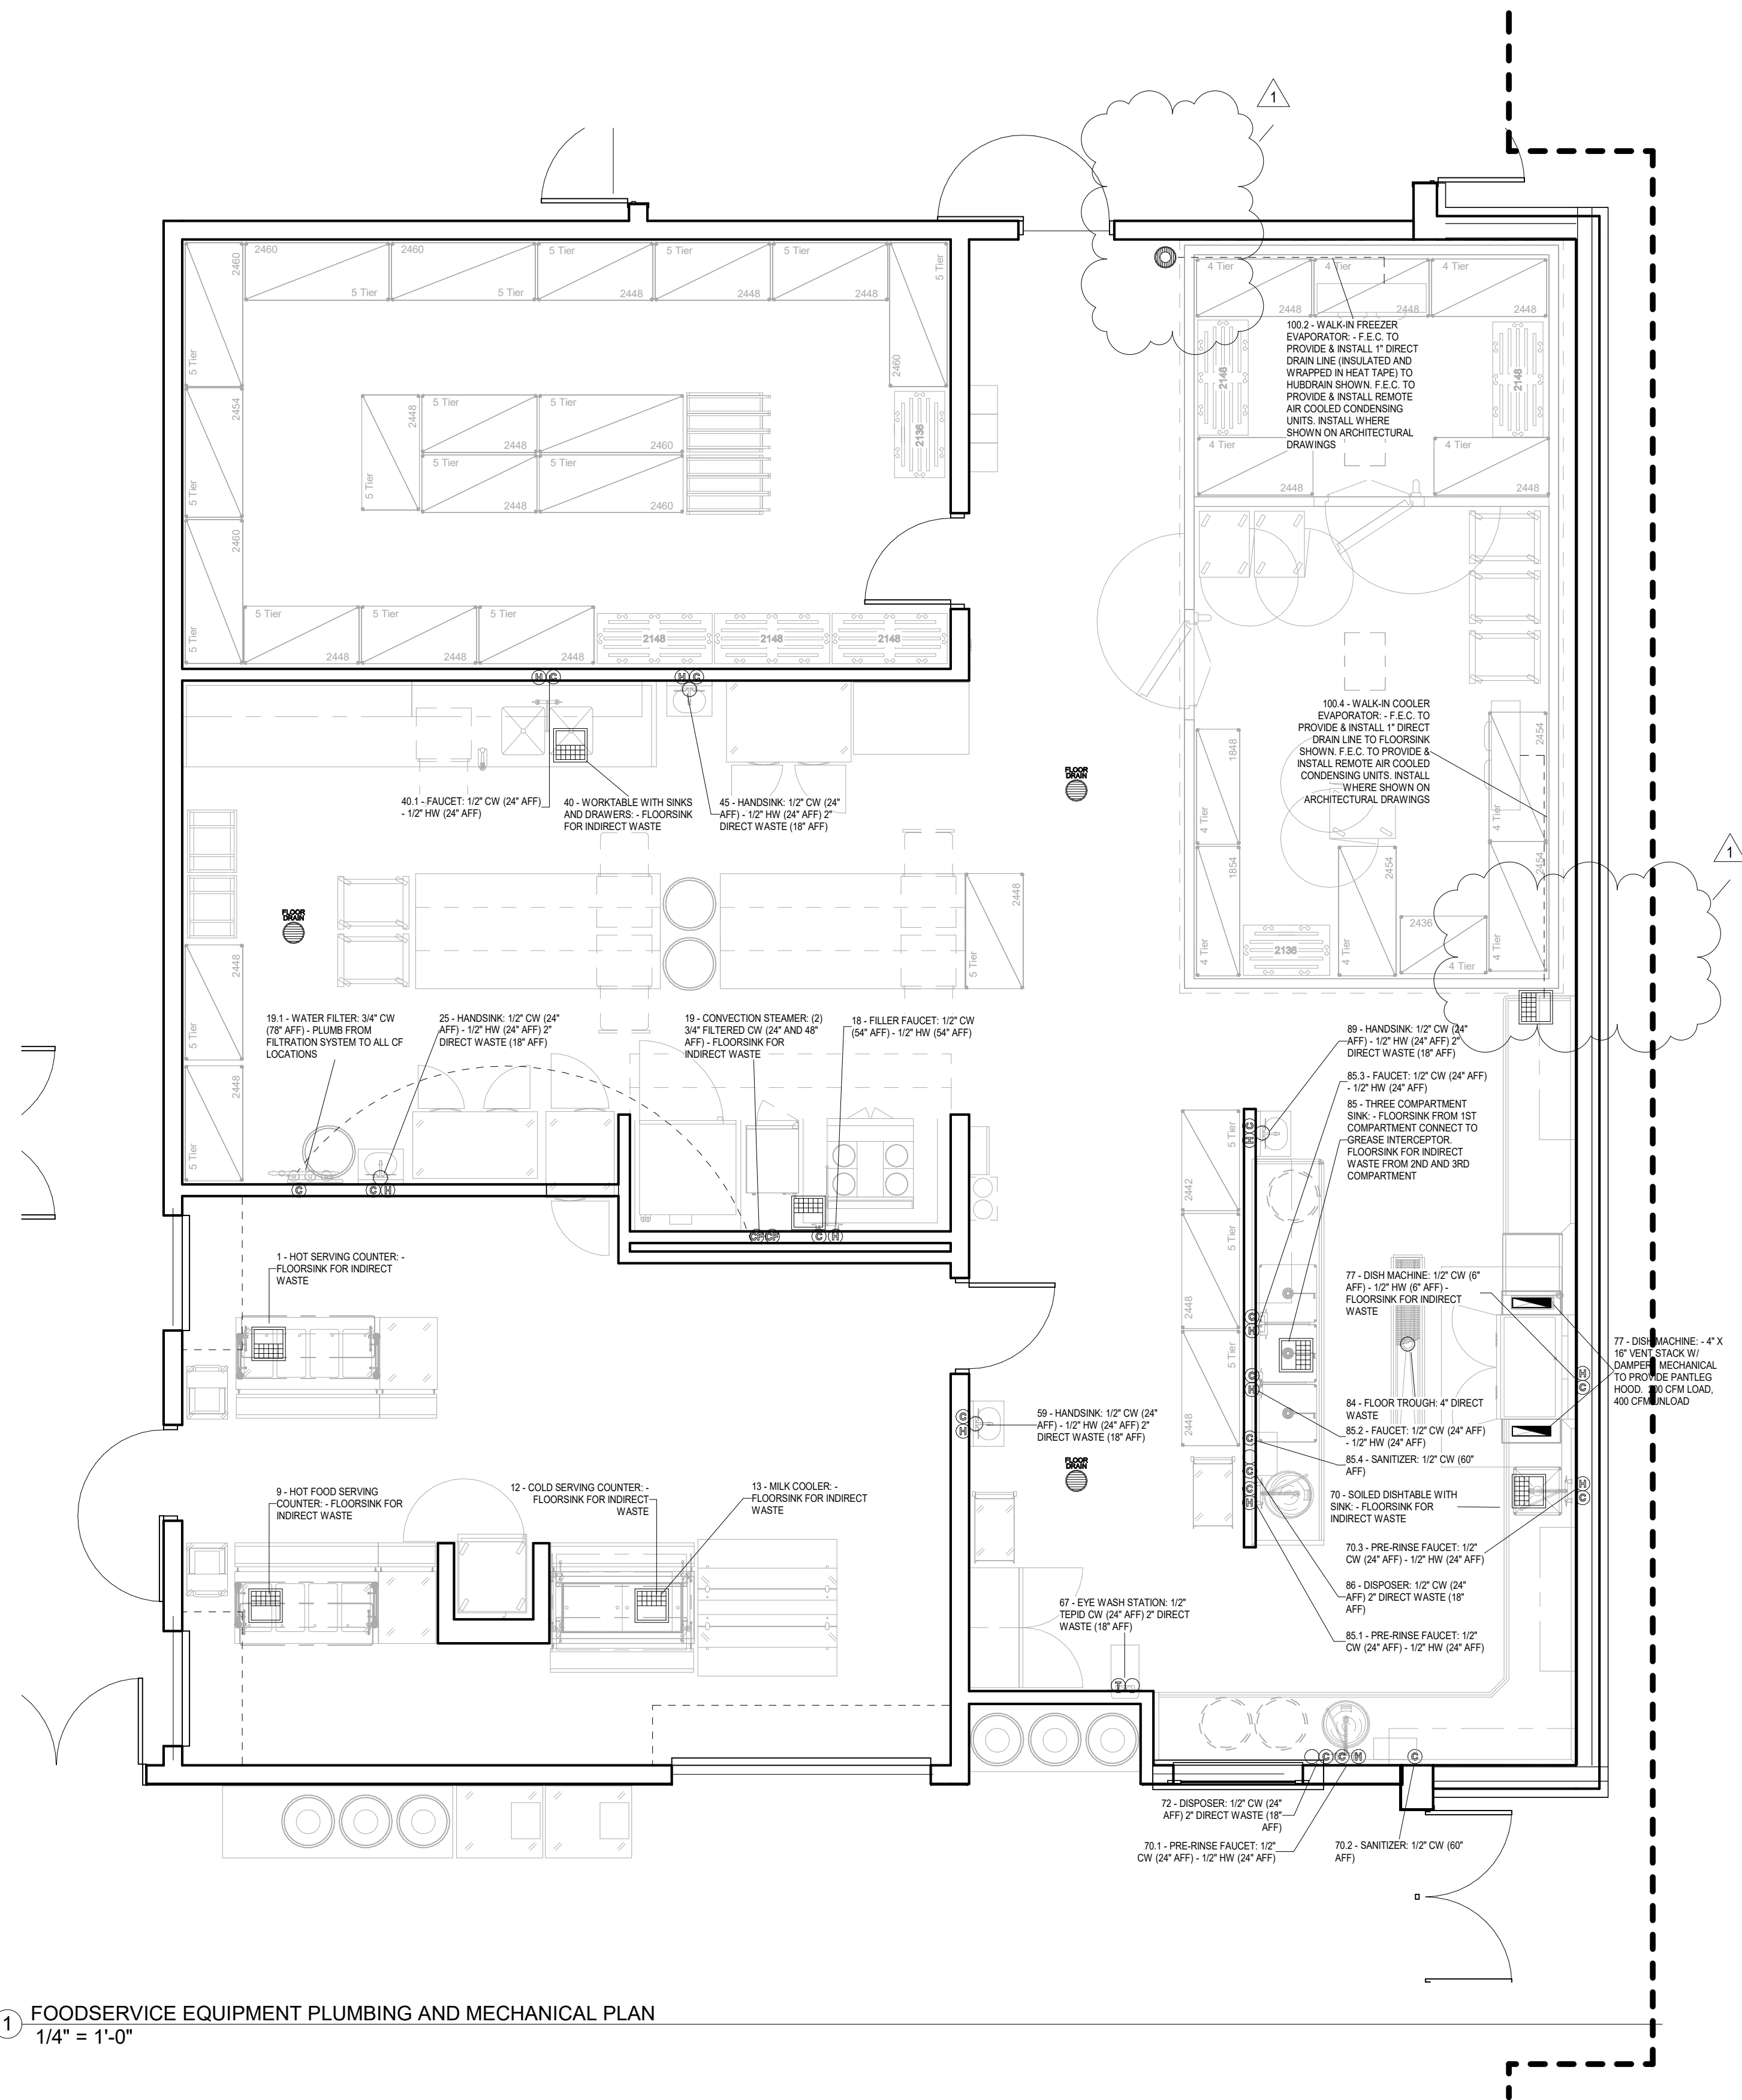 1
2460
2460
2460
5 Tier
5 Tier
5 Tier
5 Tier
5 Tier
5 Tier
5 Tier
2448
2448
2448
2460
4 Tier
4 Tier
4 Tier
2448
2448
2448
100.2 - WALK-IN FREEZER
EVAPORATOR: - F.E.C. TO
PROVIDE & INSTALL 1" DIRECT
DRAIN LINE (INSULATED AND
WRAPPED IN HEAT TAPE) TO
HUBDRAIN SHOWN. F.E.C. TO
PROVIDE & INSTALL REMOTE
AIR COOLED CONDENSING
UNITS. INSTALL WHERE
SHOWN ON ARCHITECTURAL
DRAWINGS
2148
2148
4 Tier
4 Tier
2448
2448
2454
5 Tier
2448
5 Tier
5 Tier
5 Tier
2448
2460
5 Tier
5 Tier
2448
2460
2136
2460
5 Tier
5 Tier
5 Tier
5 Tier
2448
2448
2448
2148
2148
2148
H C
H C
100.4 - WALK-IN COOLER
EVAPORATOR: - F.E.C. TO
PROVIDE & INSTALL 1" DIRECT
DRAIN LINE TO FLOORSINK
SHOWN. F.E.C. TO PROVIDE &
INSTALL REMOTE AIR COOLED
CONDENSING UNITS. INSTALL
WHERE SHOWN ON
ARCHITECTURAL DRAWINGS
1848
4 Tier
1854
4 Tier
2454
4 Tier
2454
4 Tier
2454
4 Tier
2436
4 Tier
2136
1
FLOOR
DRAIN
40.1 - FAUCET: 1/2" CW (24" AFF)
- 1/2" HW (24" AFF)
40 - WORKTABLE WITH SINKS
AND DRAWERS: - FLOORSINK
FOR INDIRECT WASTE
45 - HANDSINK: 1/2" CW (24"
AFF) - 1/2" HW (24" AFF) 2"
DIRECT WASTE (18" AFF)
FLOOR
DRAIN
2448
5 Tier
2448
5 Tier
2448
5 Tier
19.1 - WATER FILTER: 3/4" CW
(78" AFF) - PLUMB FROM
FILTRATION SYSTEM TO ALL CF
LOCATIONS
25 - HANDSINK: 1/2" CW (24"
AFF) - 1/2" HW (24" AFF) 2"
DIRECT WASTE (18" AFF)
19 - CONVECTION STEAMER: (2)
3/4" FILTERED CW (24" AND 48"
AFF) - FLOORSINK FOR
INDIRECT WASTE
18 - FILLER FAUCET: 1/2" CW
(54" AFF) - 1/2" HW (54" AFF)
C
C H
CF CF
C H
89 - HANDSINK: 1/2" CW (24"
AFF) - 1/2" HW (24" AFF) 2"
DIRECT WASTE (18" AFF)
85.3 - FAUCET: 1/2" CW (24" AFF)
- 1/2" HW (24" AFF)
85 - THREE COMPARTMENT
SINK: - FLOORSINK FROM 1ST
COMPARTMENT CONNECT TO
GREASE INTERCEPTOR.
FLOORSINK FOR INDIRECT
WASTE FROM 2ND AND 3RD
COMPARTMENT
5 Tier
2442
5 Tier
2448
5 Tier
2448
C
H
C
H
C
H
C
C
C
H
77 - DISH MACHINE: 1/2" CW (6"
AFF) - 1/2" HW (6" AFF) -
FLOORSINK FOR INDIRECT
WASTE
H
C
77 - DISH MACHINE: - 4" X
16" VENT STACK W/
DAMPER. MECHANICAL
TO PROVIDE PANTLEG
HOOD. 200 CFM LOAD,
400 CFM UNLOAD
84 - FLOOR TROUGH: 4" DIRECT
WASTE
85.2 - FAUCET: 1/2" CW (24" AFF)
- 1/2" HW (24" AFF)
85.4 - SANITIZER: 1/2" CW (60"
AFF)
70 - SOILED DISHTABLE WITH
SINK: - FLOORSINK FOR
INDIRECT WASTE
H
C
70.3 - PRE-RINSE FAUCET: 1/2"
CW (24" AFF) - 1/2" HW (24" AFF)
86 - DISPOSER: 1/2" CW (24"
AFF) 2" DIRECT WASTE (18"
AFF)
85.1 - PRE-RINSE FAUCET: 1/2"
CW (24" AFF) - 1/2" HW (24" AFF)
1 - HOT SERVING COUNTER: -
FLOORSINK FOR INDIRECT
WASTE
C
H
59 - HANDSINK: 1/2" CW (24"
AFF) - 1/2" HW (24" AFF) 2"
DIRECT WASTE (18" AFF)
FLOOR
DRAIN
9 - HOT FOOD SERVING
COUNTER: - FLOORSINK FOR
INDIRECT WASTE
12 - COLD SERVING COUNTER: -
FLOORSINK FOR INDIRECT
WASTE
13 - MILK COOLER: -
FLOORSINK FOR INDIRECT
WASTE
67 - EYE WASH STATION: 1/2"
TEPID CW (24" AFF) 2" DIRECT
WASTE (18" AFF)
T
C C H
C
72 - DISPOSER: 1/2" CW (24"
AFF) 2" DIRECT WASTE (18"
AFF)
70.1 - PRE-RINSE FAUCET: 1/2"
CW (24" AFF) - 1/2" HW (24" AFF)
70.2 - SANITIZER: 1/2" CW (60"
AFF)
1
FOODSERVICE EQUIPMENT PLUMBING AND MECHANICAL PLAN
1/4" = 1'-0"